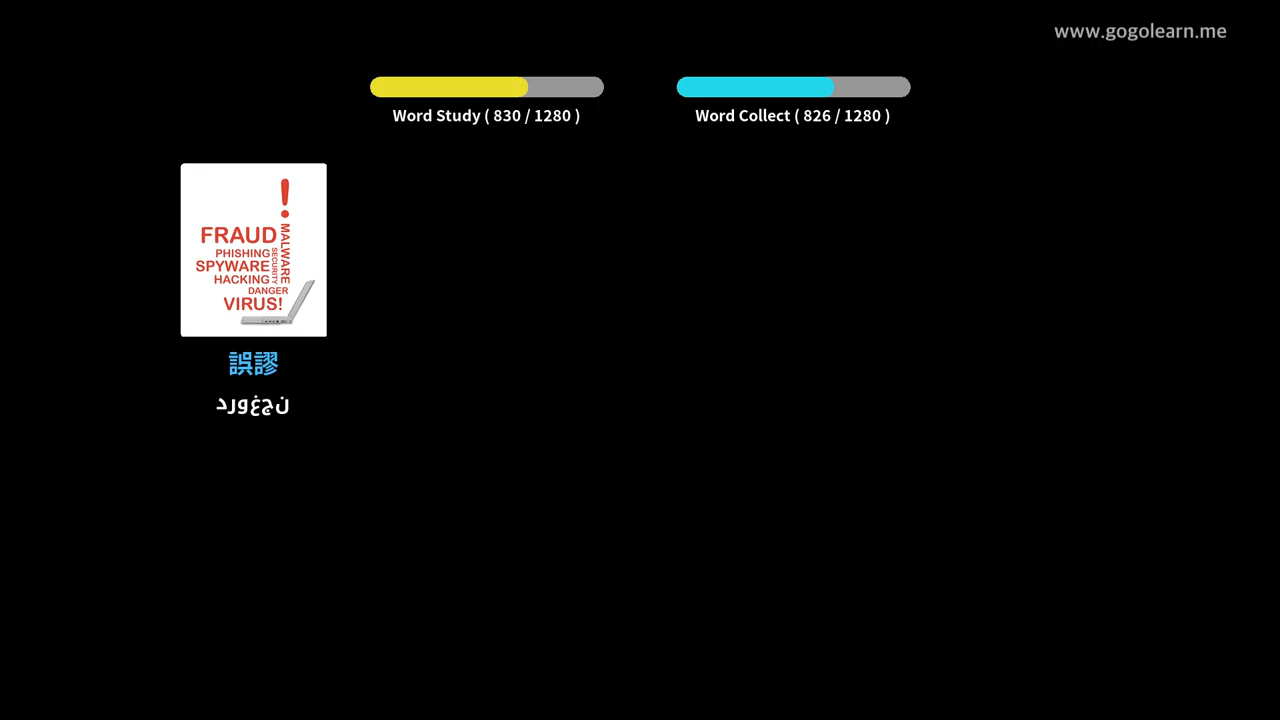 www.gogolearn.me
Word Study ( 830 / 1280 )
Word Collect ( 826 / 1280 )
!
FRAUD
PHISHING
SPYWARE
HACKING
DANGER
VIRUS!
SECURITY
MALWARE
誤謬
نجغورد